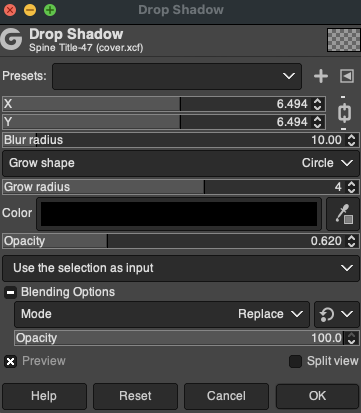 Drop Shadow
Drop Shadow
Spine Title-47 (cover.xcf)
Presets:
X 6.494
Y 6.494
Blur radius 10.00
Grow shape Circle
Grow radius 4
Color
Opacity 0.620
Use the selection as input
Blending Options
Mode Replace
Opacity 100.0
Preview Split view
Help Reset Cancel OK